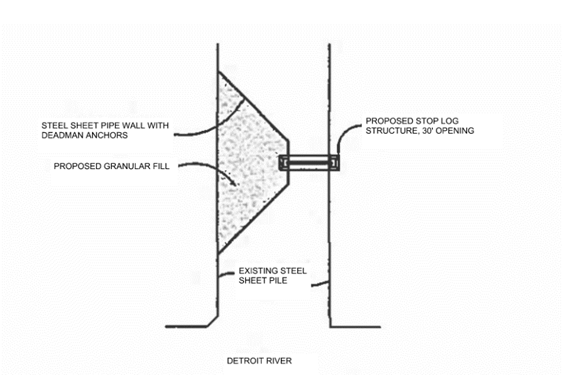 STEEL SHEET PIPE WALL WITH
DEADMAN ANCHORS
PROPOSED STOP LOG
STRUCTURE, 30' OPENING
PROPOSED GRANULAR FILL
EXISTING STEEL
SHEET PILE
DETROIT RIVER